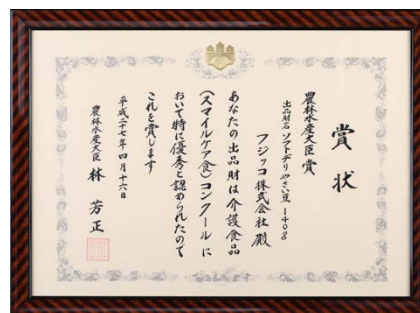 賞状
農林水産大臣賞
出品財名 ソフトデリ やさい豆 1400g
フジッコ株式会社 殿
あなたの出品財は介護食品
(スマイルケア食)コンクールに
おいて特に優秀と認められたので
これを賞します
平成二十七年四月十六日
農林水産大臣 林 芳正